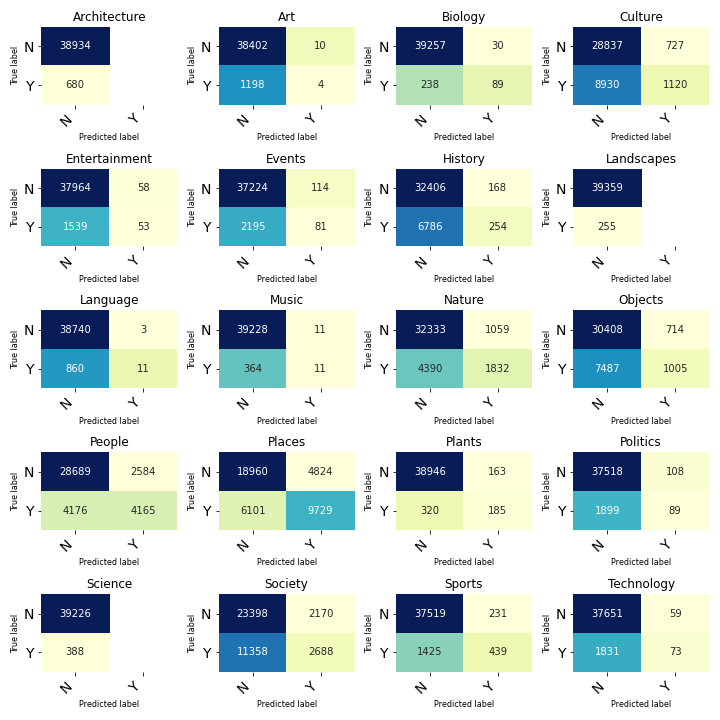 Architecture
Art
Biology
Culture
True label
N
38934
Y
680
N
Y
Predicted label
True label
N
38402
10
Y
1198
4
N
Y
Predicted label
True label
N
39257
30
Y
238
89
N
Y
Predicted label
True label
N
28837
727
Y
8930
1120
N
Y
Predicted label
Entertainment
Events
History
Landscapes
True label
N
37964
58
Y
1539
53
N
Y
Predicted label
True label
N
37224
114
Y
2195
81
N
Y
Predicted label
True label
N
32406
168
Y
6786
254
N
Y
Predicted label
True label
N
39359
Y
255
N
Y
Predicted label
Language
Music
Nature
Objects
True label
N
38740
3
Y
860
11
N
Y
Predicted label
True label
N
39228
11
Y
364
11
N
Y
Predicted label
True label
N
32333
1059
Y
4390
1832
N
Y
Predicted label
True label
N
30408
714
Y
7487
1005
N
Y
Predicted label
People
Places
Plants
Politics
True label
N
28689
2584
Y
4176
4165
N
Y
Predicted label
True label
N
18960
4824
Y
6101
9729
N
Y
Predicted label
True label
N
38946
163
Y
320
185
N
Y
Predicted label
True label
N
37518
108
Y
1899
89
N
Y
Predicted label
Science
Society
Sports
Technology
True label
N
39226
Y
388
N
Y
Predicted label
True label
N
23398
2170
Y
11358
2688
N
Y
Predicted label
True label
N
37519
231
Y
1425
439
N
Y
Predicted label
True label
N
37651
59
Y
1831
73
N
Y
Predicted label